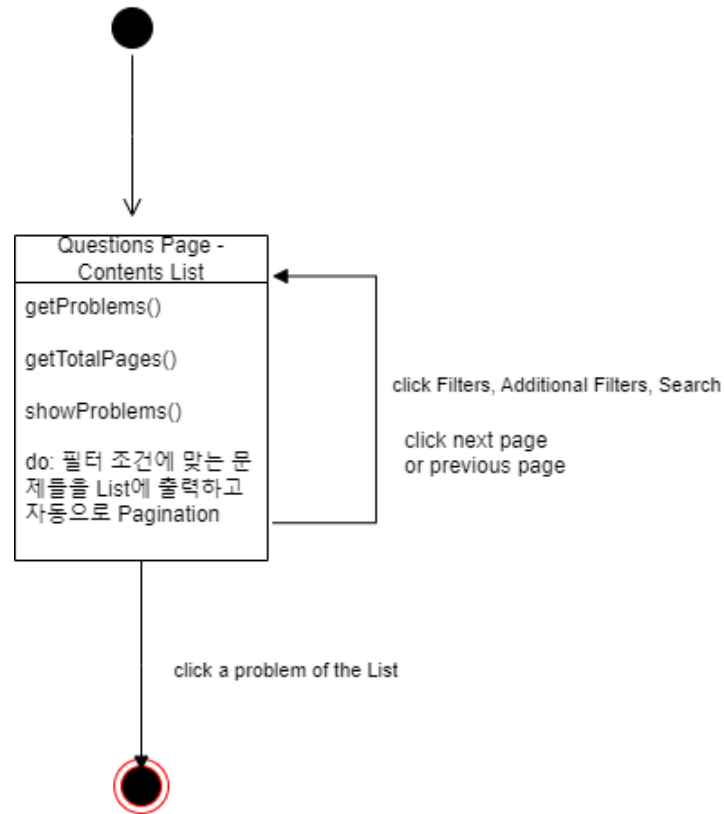 Questions Page -
Contents List
getProblems()
getTotalPages()
showProblems()
do: 필터 조건에 맞는 문
제들을 List에 출력하고
자동으로 Pagination
click Filters, Additional Filters, Search
click next page
or previous page
click a problem of the List